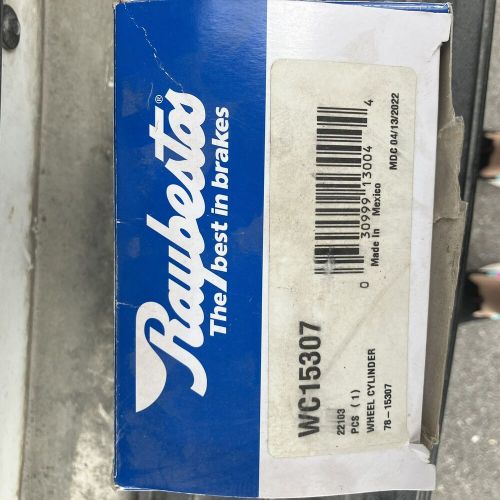 Raybestos®
The best in brakes
WC15307
22103
PCS (1)
WHEEL CYLINDER
78-15307
0 30999 13004 4
Made In Mexico
MDC 04/13/2022